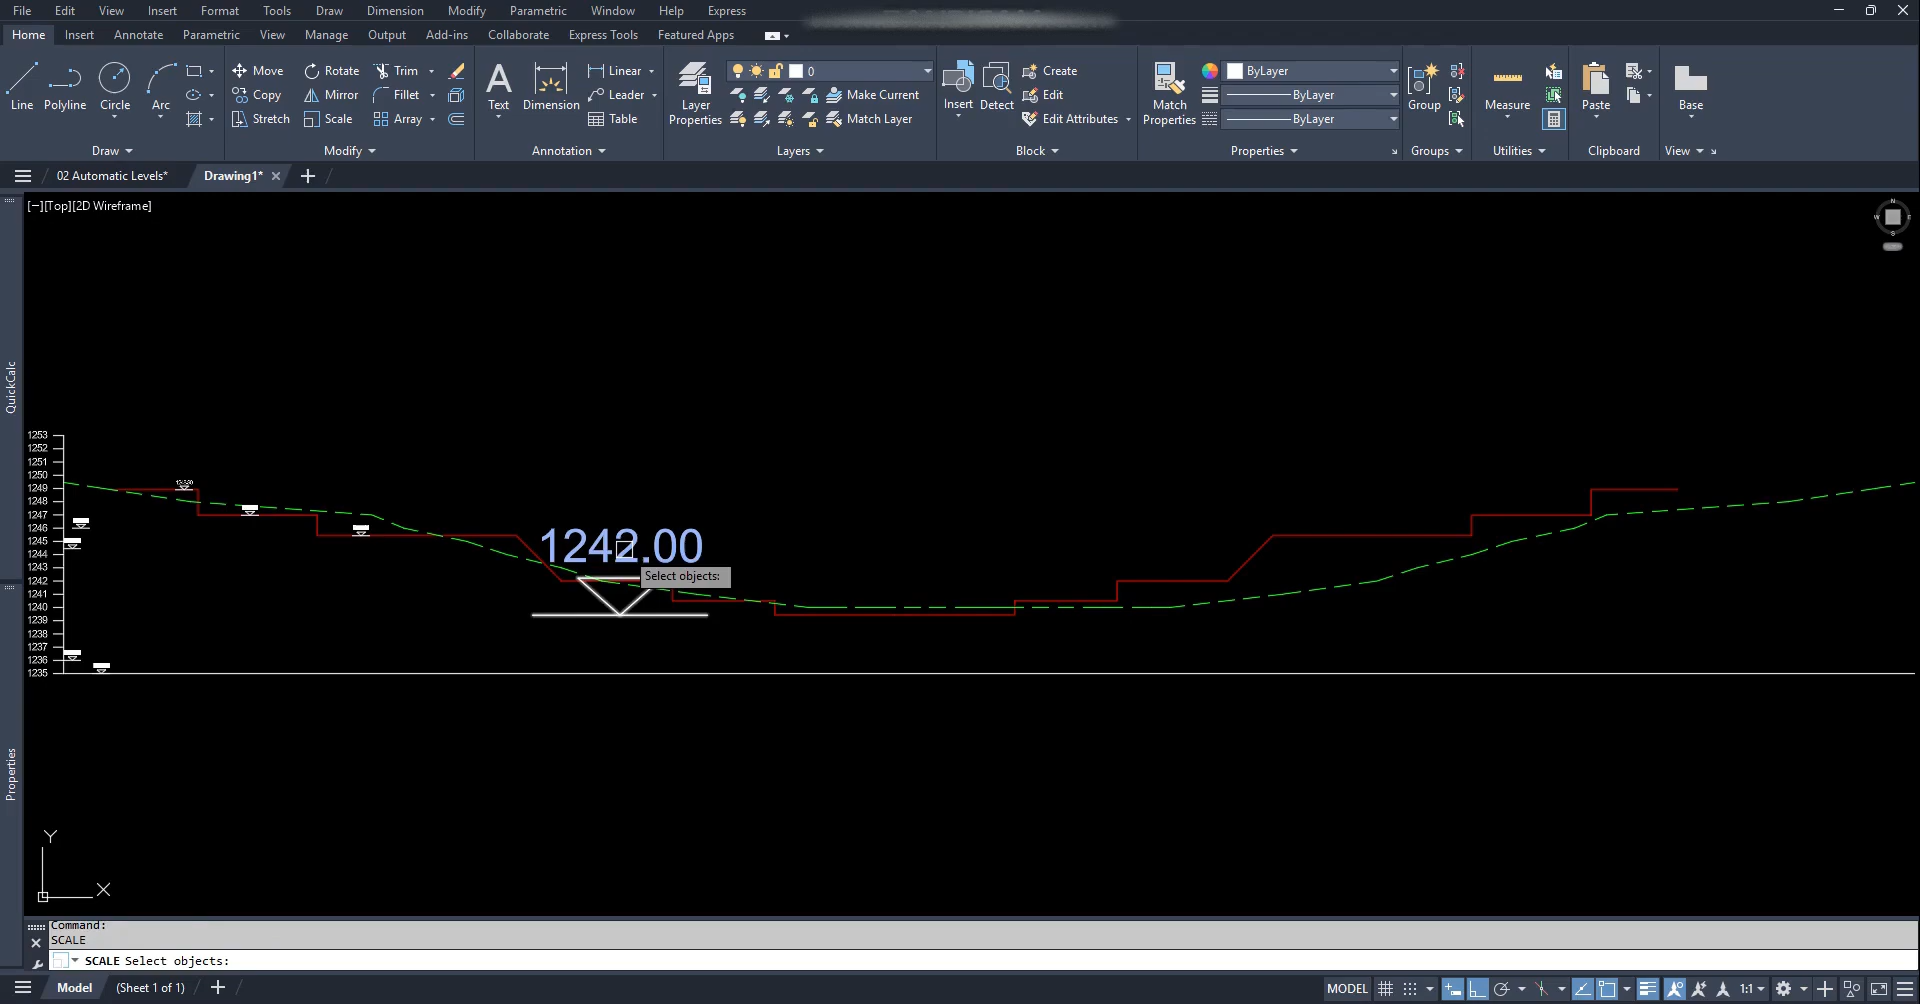 File Edit View Insert Format Tools Draw Dimension Modify Parametric Window Help Express
Home Insert Annotate Parametric View Manage Output Add-ins Collaborate Express Tools Featured Apps
Line Polyline Circle Arc
Move Rotate Trim
Copy Mirror Fillet
Stretch Scale Array
Text Dimension
Linear
Leader
Table
Layer Properties
0
Make Current
Match Layer
Insert Detect
Create
Edit
Edit Attributes
Match Properties
ByLayer
ByLayer
ByLayer
Group
Measure
Paste
Base
Draw Modify Annotation Layers Block Properties Groups Utilities Clipboard View
02 Automatic Levels* Drawing1*
[−][Top][2D Wireframe]
N
W E
S
QuickCalc
Properties
1253
1252
1251
1250
1249
1248
1247
1246
1245
1244
1243
1242
1241
1240
1239
1238
1237
1236
1235
1242.00
Select objects:
Y
X
Command:
SCALE
SCALE Select objects:
Model (Sheet 1 of 1)
MODEL 1:1